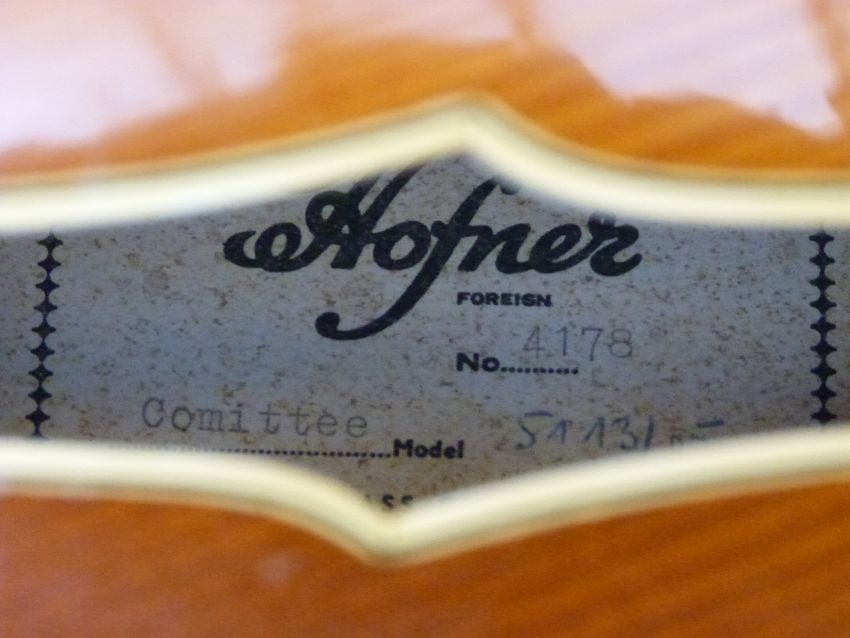 Hofner
FOREIGN
No.......... 4178
Comittee
....................Model